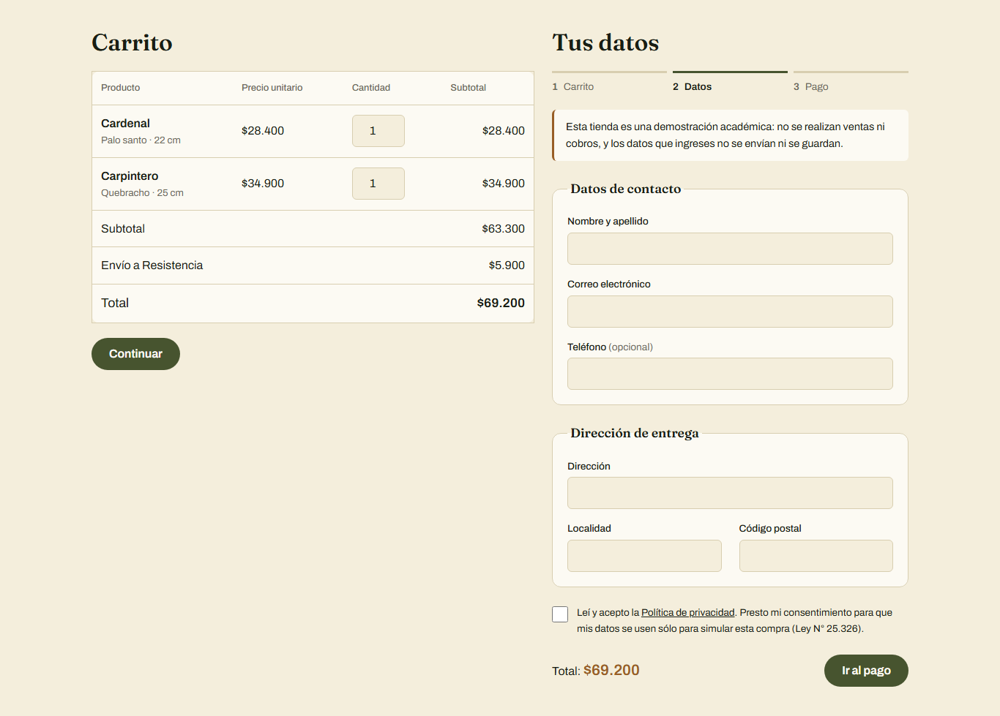 Carrito
Producto Precio unitario Cantidad Subtotal
Cardenal
Palo santo · 22 cm
$28.400 1 $28.400
Carpintero
Quebracho · 25 cm
$34.900 1 $34.900
Subtotal $63.300
Envío a Resistencia $5.900
Total $69.200
Continuar
Tus datos
1 Carrito 2 Datos 3 Pago
Esta tienda es una demostración académica: no se realizan ventas ni
cobros, y los datos que ingreses no se envían ni se guardan.
Datos de contacto
Nombre y apellido
Correo electrónico
Teléfono (opcional)
Dirección de entrega
Dirección
Localidad Código postal
Leí y acepto la Política de privacidad. Presto mi consentimiento para que
mis datos se usen sólo para simular esta compra (Ley N° 25.326).
Total: $69.200 Ir al pago